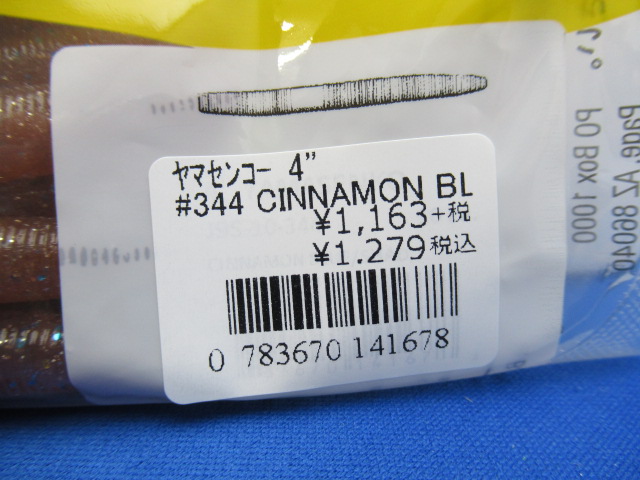 ヤマセンコー 4"
#344 CINNAMON BL
¥1,163+税
¥1.279税込
0 783670 141678
い。
PO Box 1000
Page AZ 86040